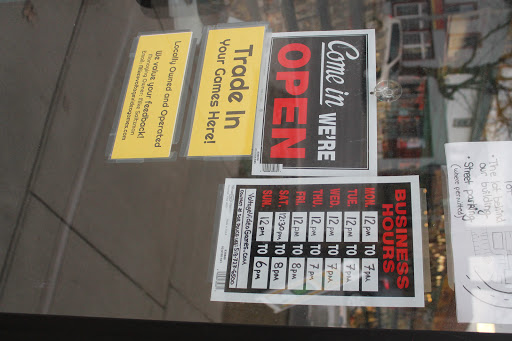 Come in
WE'RE
OPEN
Trade In
Your Games Here!
Locally Owned and Operated
We value your feedback!
BUSINESS
HOURS
MON. 12 PM TO 7 PM
TUE. 12 PM TO 7 PM
WED. 12 PM TO 7 PM
THU. 12 PM TO 7 PM
FRI. 12 PM TO 8 PM
SAT. 12:30 PM TO 8 PM
SUN. 12 PM TO 6 PM
• The lot behind
our building
• Street parking
(where permitted)